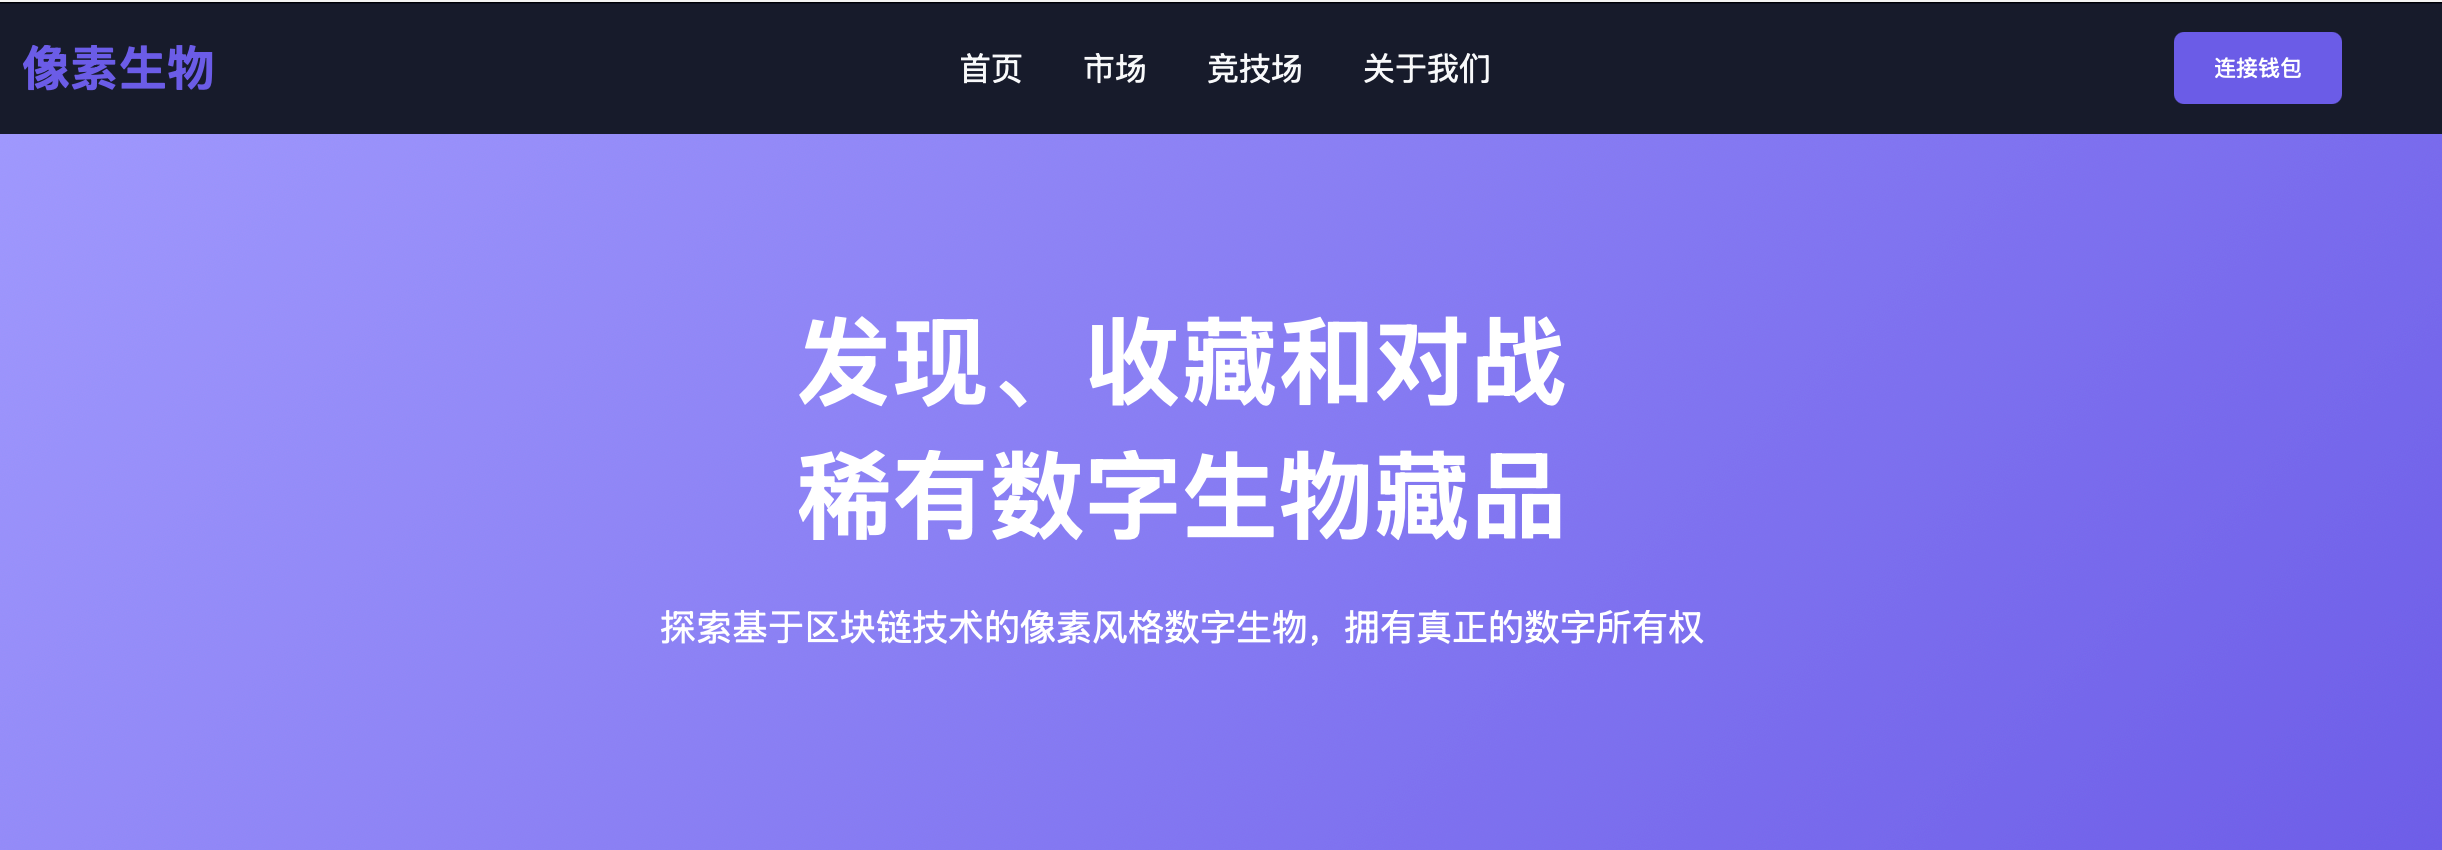 像素生物
首页 市场 竞技场 关于我们
连接钱包
发现、收藏和对战
稀有数字生物藏品
探索基于区块链技术的像素风格数字生物，拥有真正的数字所有权